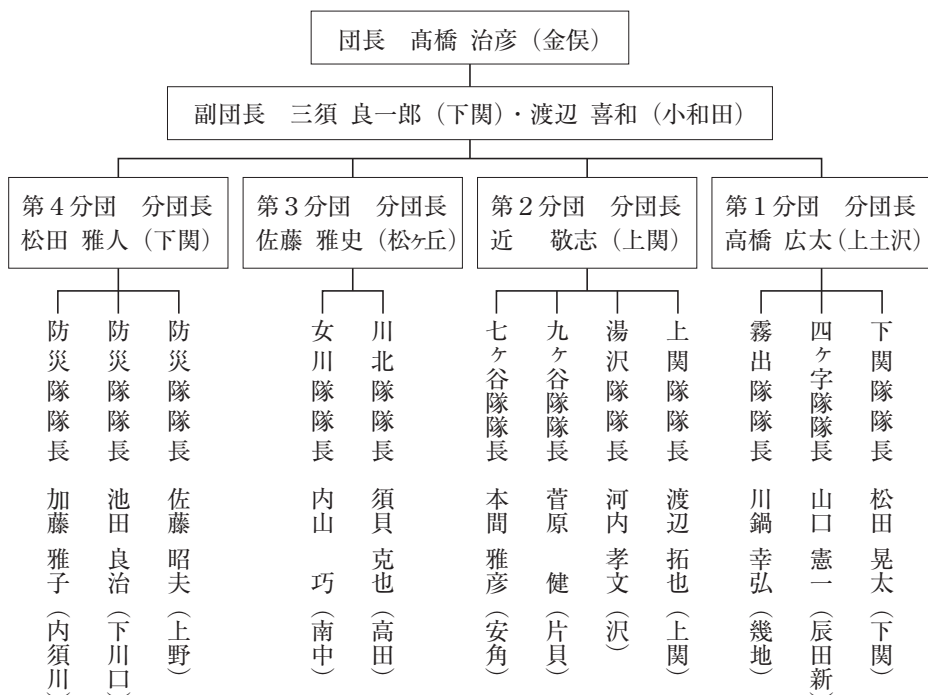 団長　髙橋 治彦（金俣）
副団長　三須 良一郎（下関）・渡辺 喜和（小和田）
第１分団　分団長
高橋 広太（上土沢）
下関隊隊長　松田 晃太（下関）
四ヶ字隊隊長　山口 憲一（辰田新）
霧出隊隊長　川鍋 幸弘（幾地）
第２分団　分団長
近　敬志（上関）
上関隊隊長　渡辺 拓也（上関）
湯沢隊隊長　河内 孝文（沢）
九ヶ谷隊隊長　菅原　健（片貝）
七ヶ谷隊隊長　本間 雅彦（安角）
第３分団　分団長
佐藤 雅史（松ヶ丘）
川北隊隊長　須貝 克也（高田）
女川隊隊長　内山　巧（南中）
第４分団　分団長
松田 雅人（下関）
防災隊隊長　佐藤 昭夫（上野）
防災隊隊長　池田 良治（下川口）
防災隊隊長　加藤 雅子（内須川）